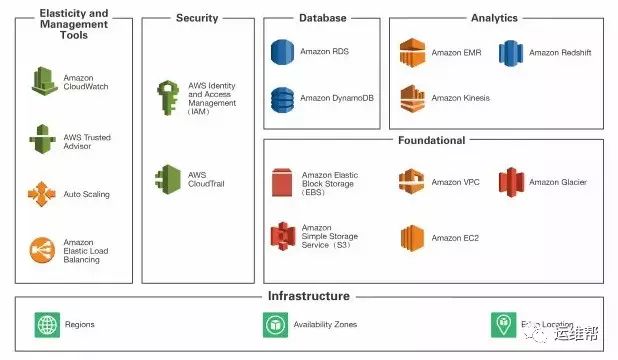 Elasticity and
Management
Tools
Amazon
CloudWatch
AWS Trusted
Advisor
Auto Scaling
Amazon
Elastic Load
Balancing
Security
AWS Identity
and Access
Management
(IAM)
AWS
CloudTrail
Database
Amazon RDS
Amazon DynamoDB
Analytics
Amazon EMR
Amazon Redshift
Amazon Kinesis
Foundational
Amazon Elastic
Block Storage
(EBS)
Amazon VPC
Amazon Glacier
Amazon
Simple Storage
Service (S3)
Amazon EC2
Infrastructure
Regions
Availability Zones
Location
运维帮